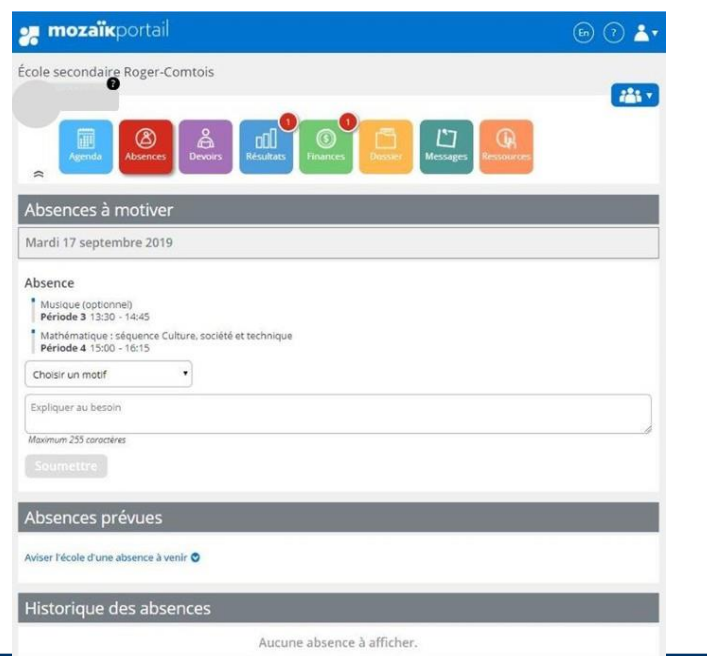 mozaïkportail
En ?
École secondaire Roger-Comtois
?
1 1
Agenda Absences Devoirs Résultats Finances Dossier Messages Ressources
Absences à motiver
Mardi 17 septembre 2019
Absence
Musique (optionnel)
Période 3 13:30 - 14:45
Mathématique : séquence Culture, société et technique
Période 4 15:00 - 16:15
Choisir un motif
Expliquer au besoin
Maximum 255 caractères
Soumettre
Absences prévues
Aviser l'école d'une absence à venir
Historique des absences
Aucune absence à afficher.